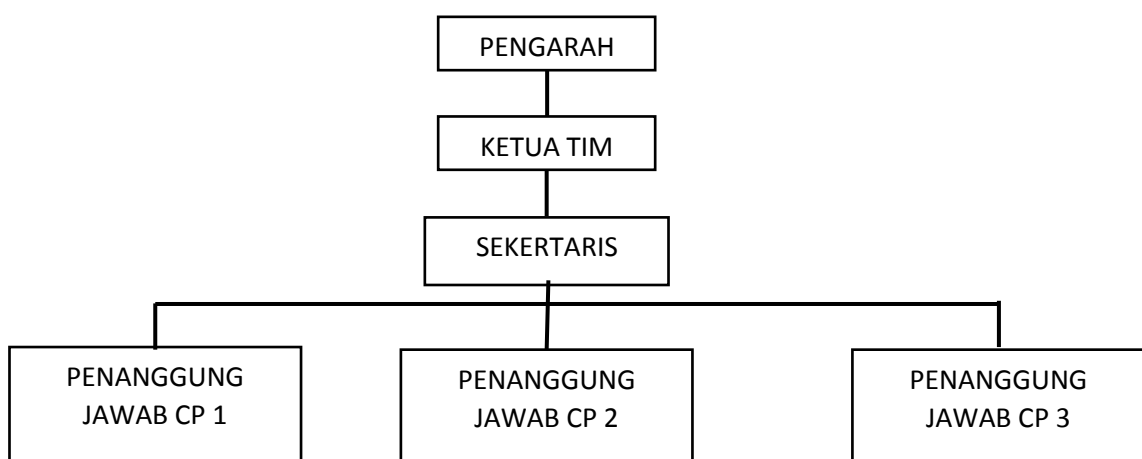 PENGARAH
KETUA TIM
SEKERTARIS
PENANGGUNG
JAWAB CP 1
PENANGGUNG
JAWAB CP 2
PENANGGUNG
JAWAB CP 3